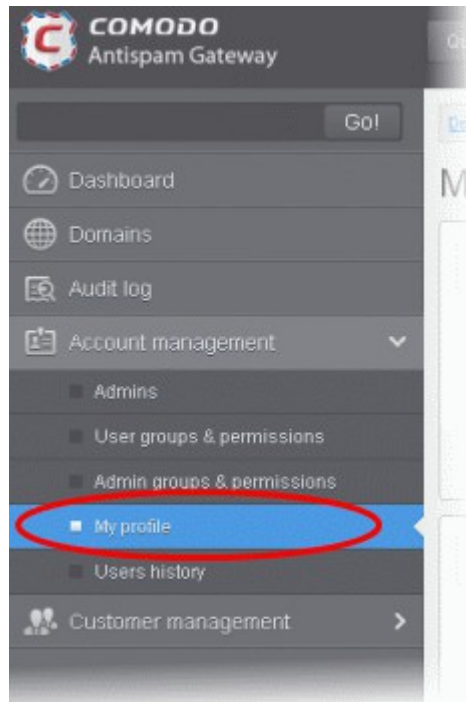 COMODO
Antispam Gateway
Go!
Dashboard
Domains
Audit log
Account management
Admins
User groups & permissions
Admin groups & permissions
My profile
Users history
Customer management